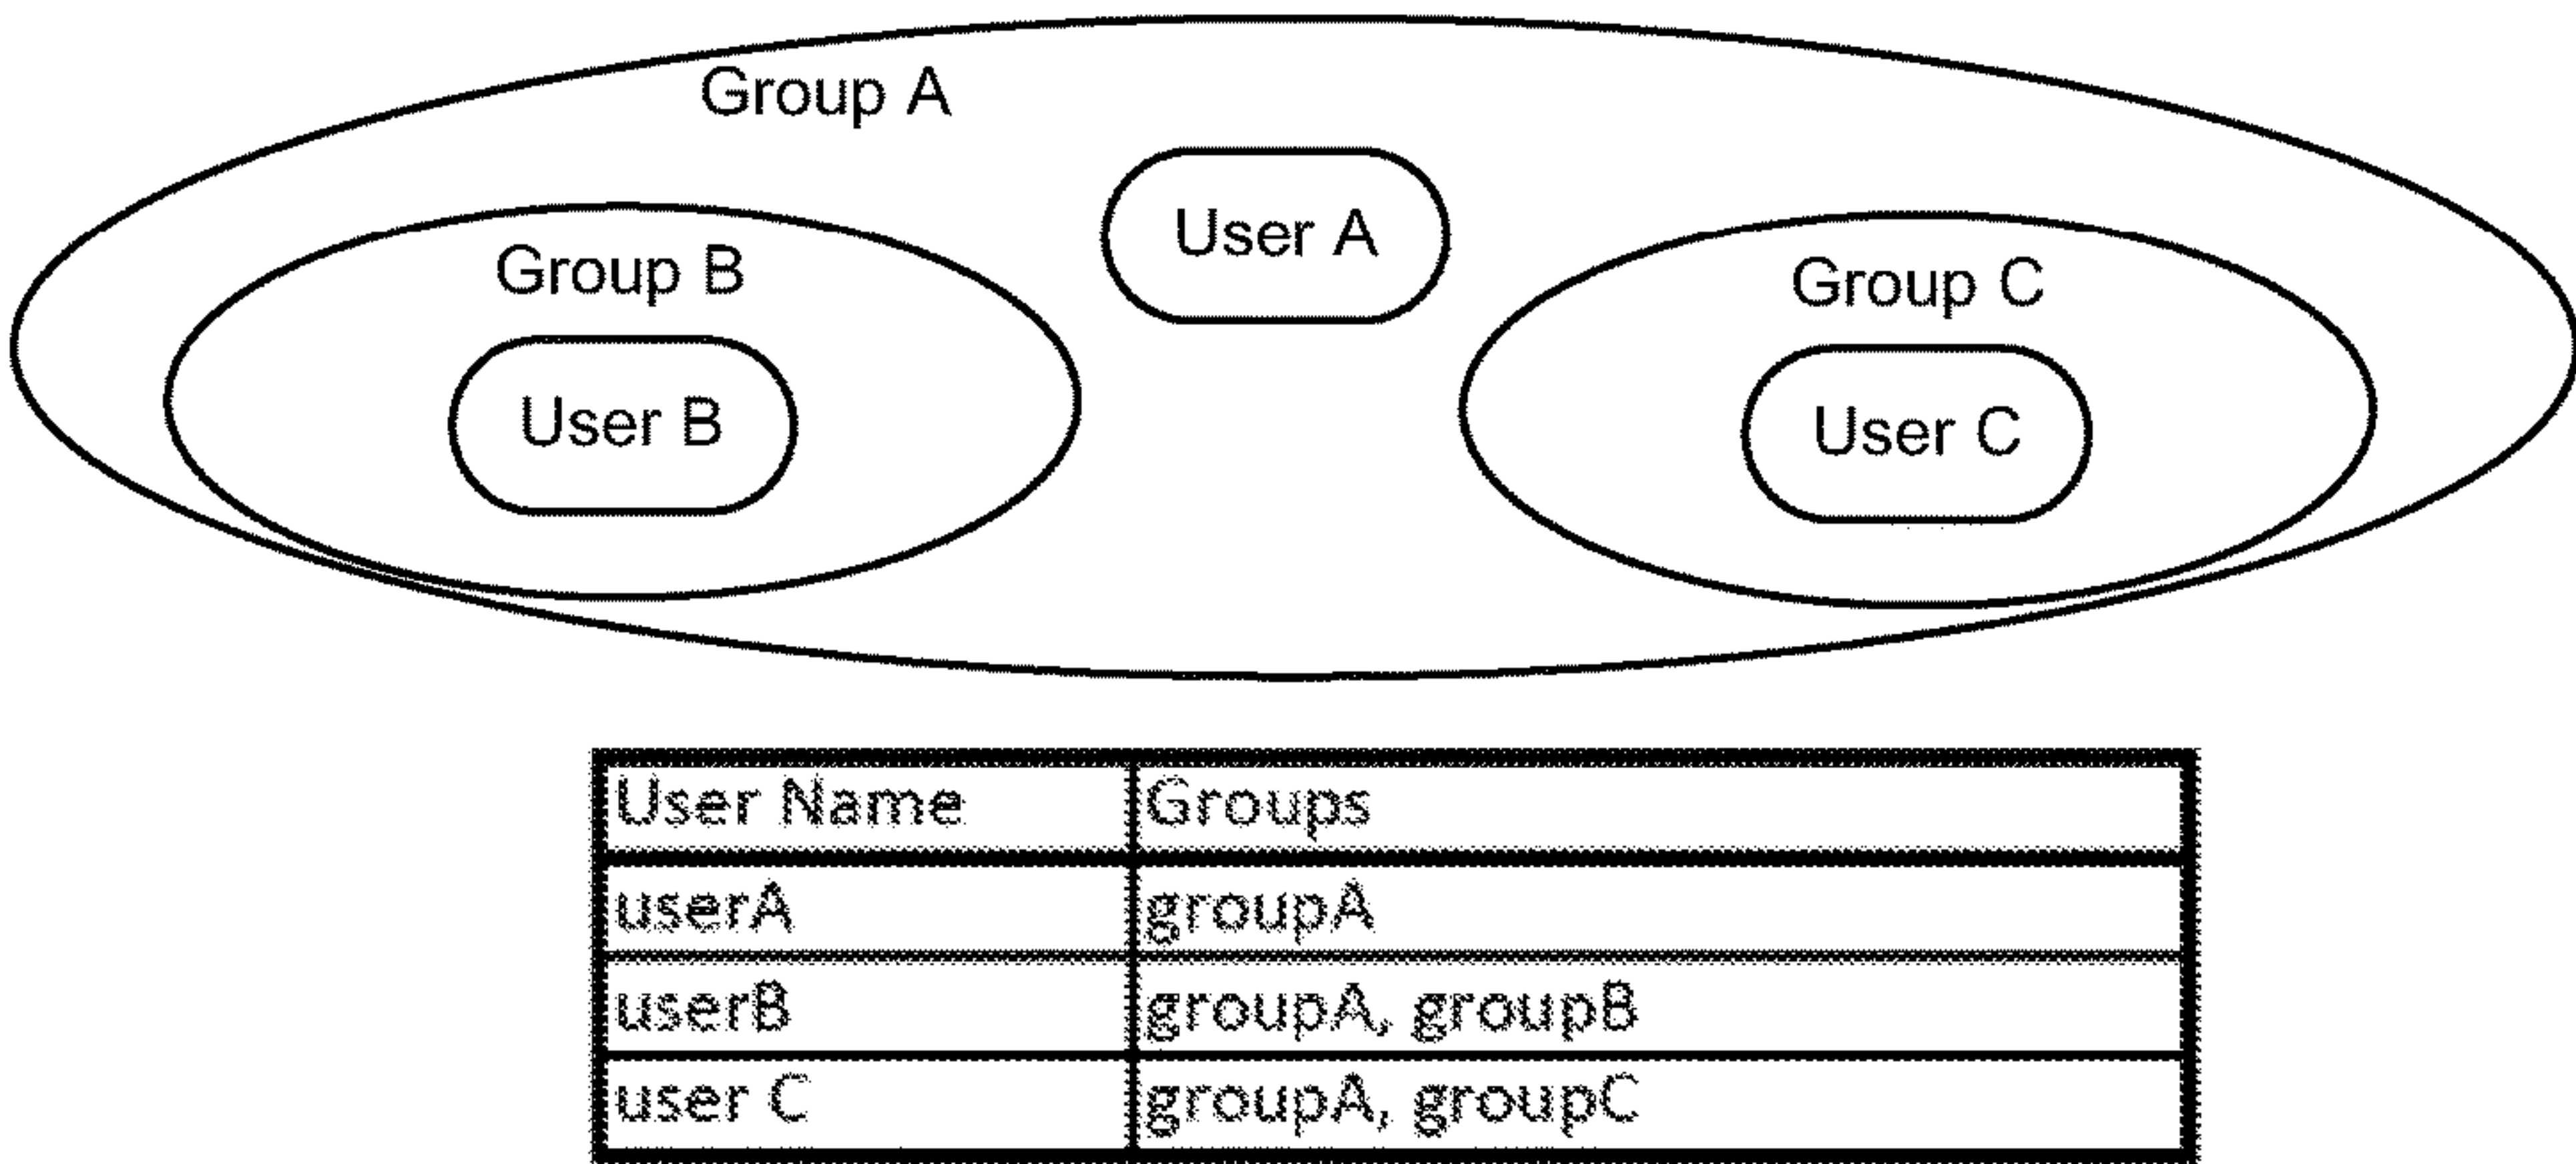 Group A
User A
Group B
Group C
User B
User C
User Name Groups
userA groupA
userB groupA, groupB
user C groupA, groupC